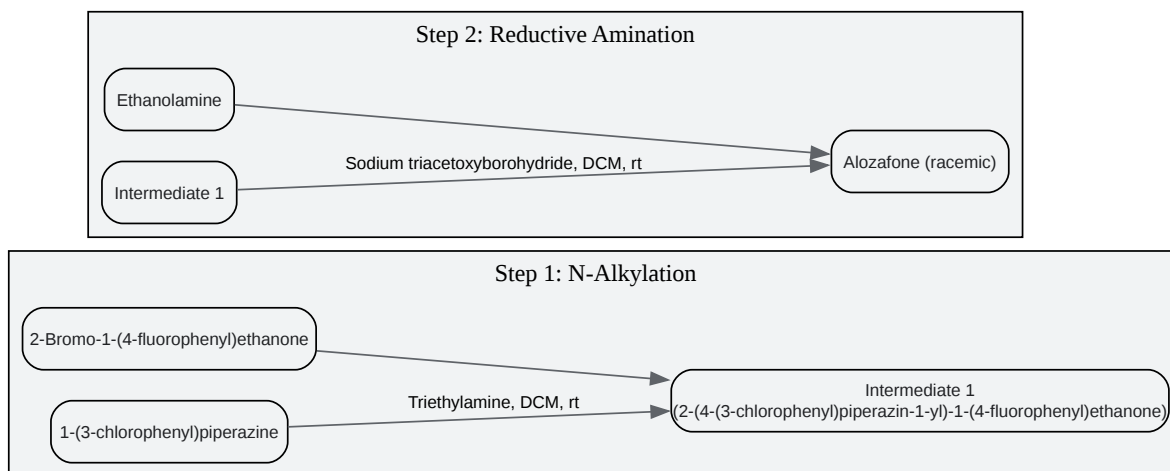 Step 2: Reductive Amination
Ethanolamine
Intermediate 1
Sodium triacetoxyborohydride, DCM, rt
Alozafone (racemic)
Step 1: N-Alkylation
2-Bromo-1-(4-fluorophenyl)ethanone
1-(3-chlorophenyl)piperazine
Triethylamine, DCM, rt
Intermediate 1
(2-(4-(3-chlorophenyl)piperazin-1-yl)-1-(4-fluorophenyl)ethanone)